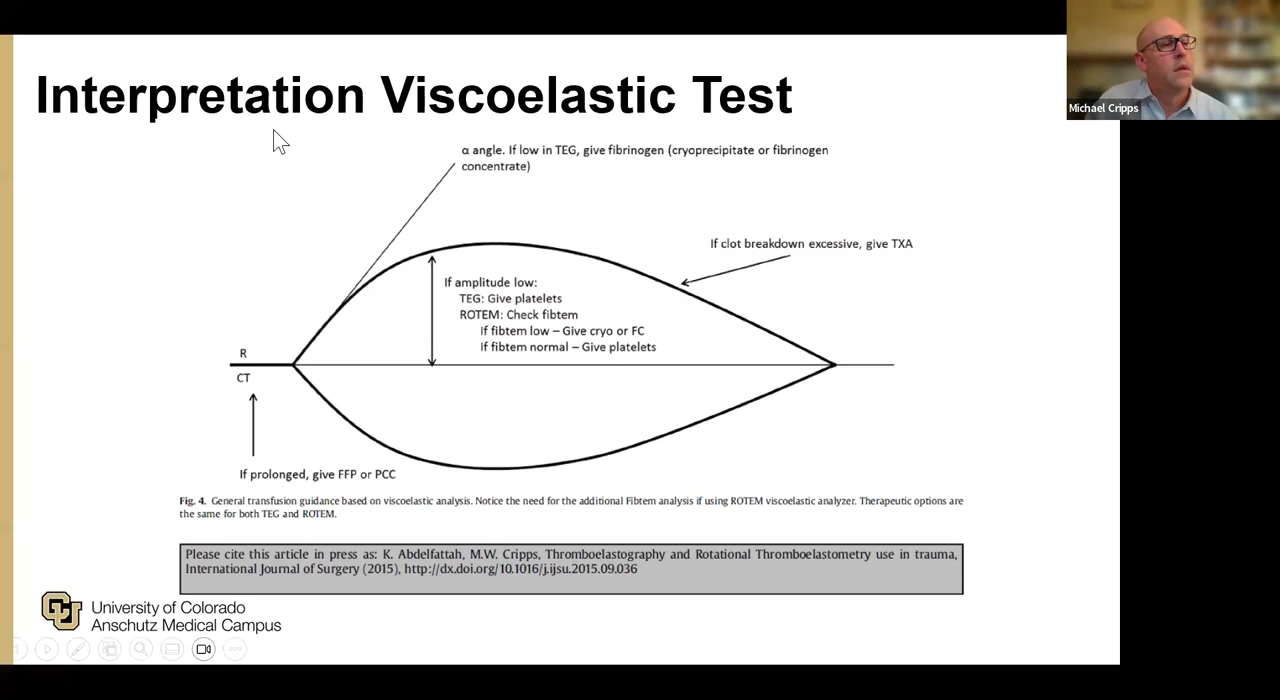 Interpretation Viscoelastic Test
Michael Cripps
α angle. If low in TEG, give fibrinogen (cryoprecipitate or fibrinogen
concentrate)
If clot breakdown excessive, give TXA
If amplitude low:
TEG: Give platelets
ROTEM: Check fibtem
If fibtem low – Give cryo or FC
If fibtem normal – Give platelets
R
CT
If prolonged, give FFP or PCC
Fig. 4. General transfusion guidance based on viscoelastic analysis. Notice the need for the additional Fibtem analysis if using ROTEM viscoelastic analyzer. Therapeutic options are
the same for both TEG and ROTEM.
Please cite this article in press as: K. Abdelfattah, M.W. Cripps, Thromboelastography and Rotational Thromboelastometry use in trauma,
International Journal of Surgery (2015), http://dx.doi.org/10.1016/j.ijsu.2015.09.036
University of Colorado
Anschutz Medical Campus